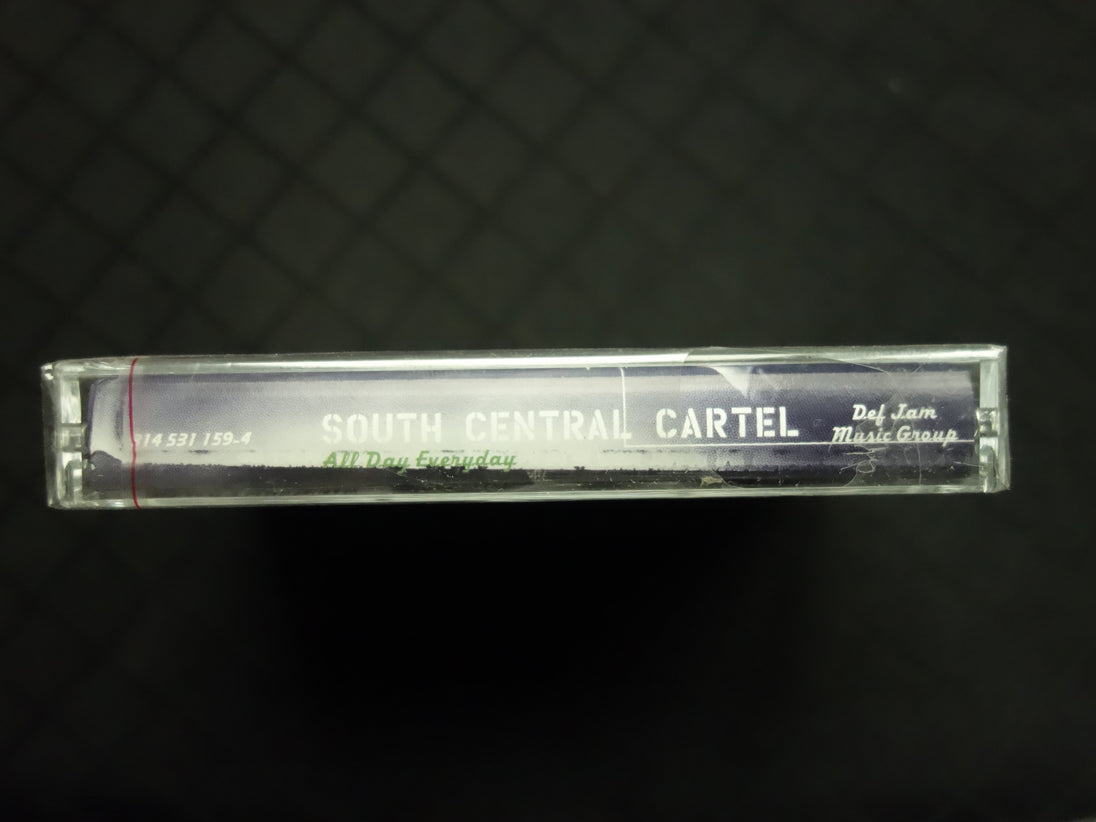 314 531 159-4
SOUTH CENTRAL CARTEL
All Day Everyday
Def Jam
Music Group